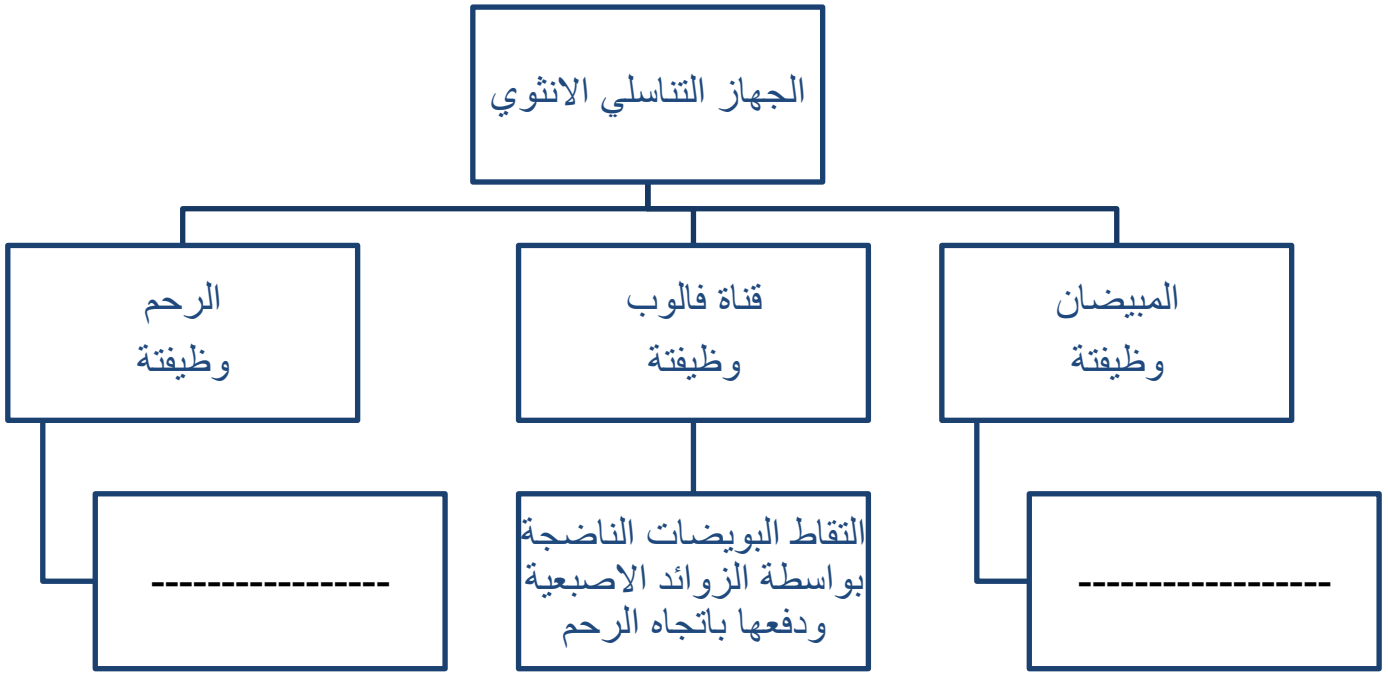 الجهاز التناسلي الانثوي
المبيضان
وظيفتة
قناة فالوب
وظيفتة
الرحم
وظيفتة
------------------
التقاط البويضات الناضجة
بواسطة الزوائد الاصبعية
ودفعها باتجاه الرحم
-----------------